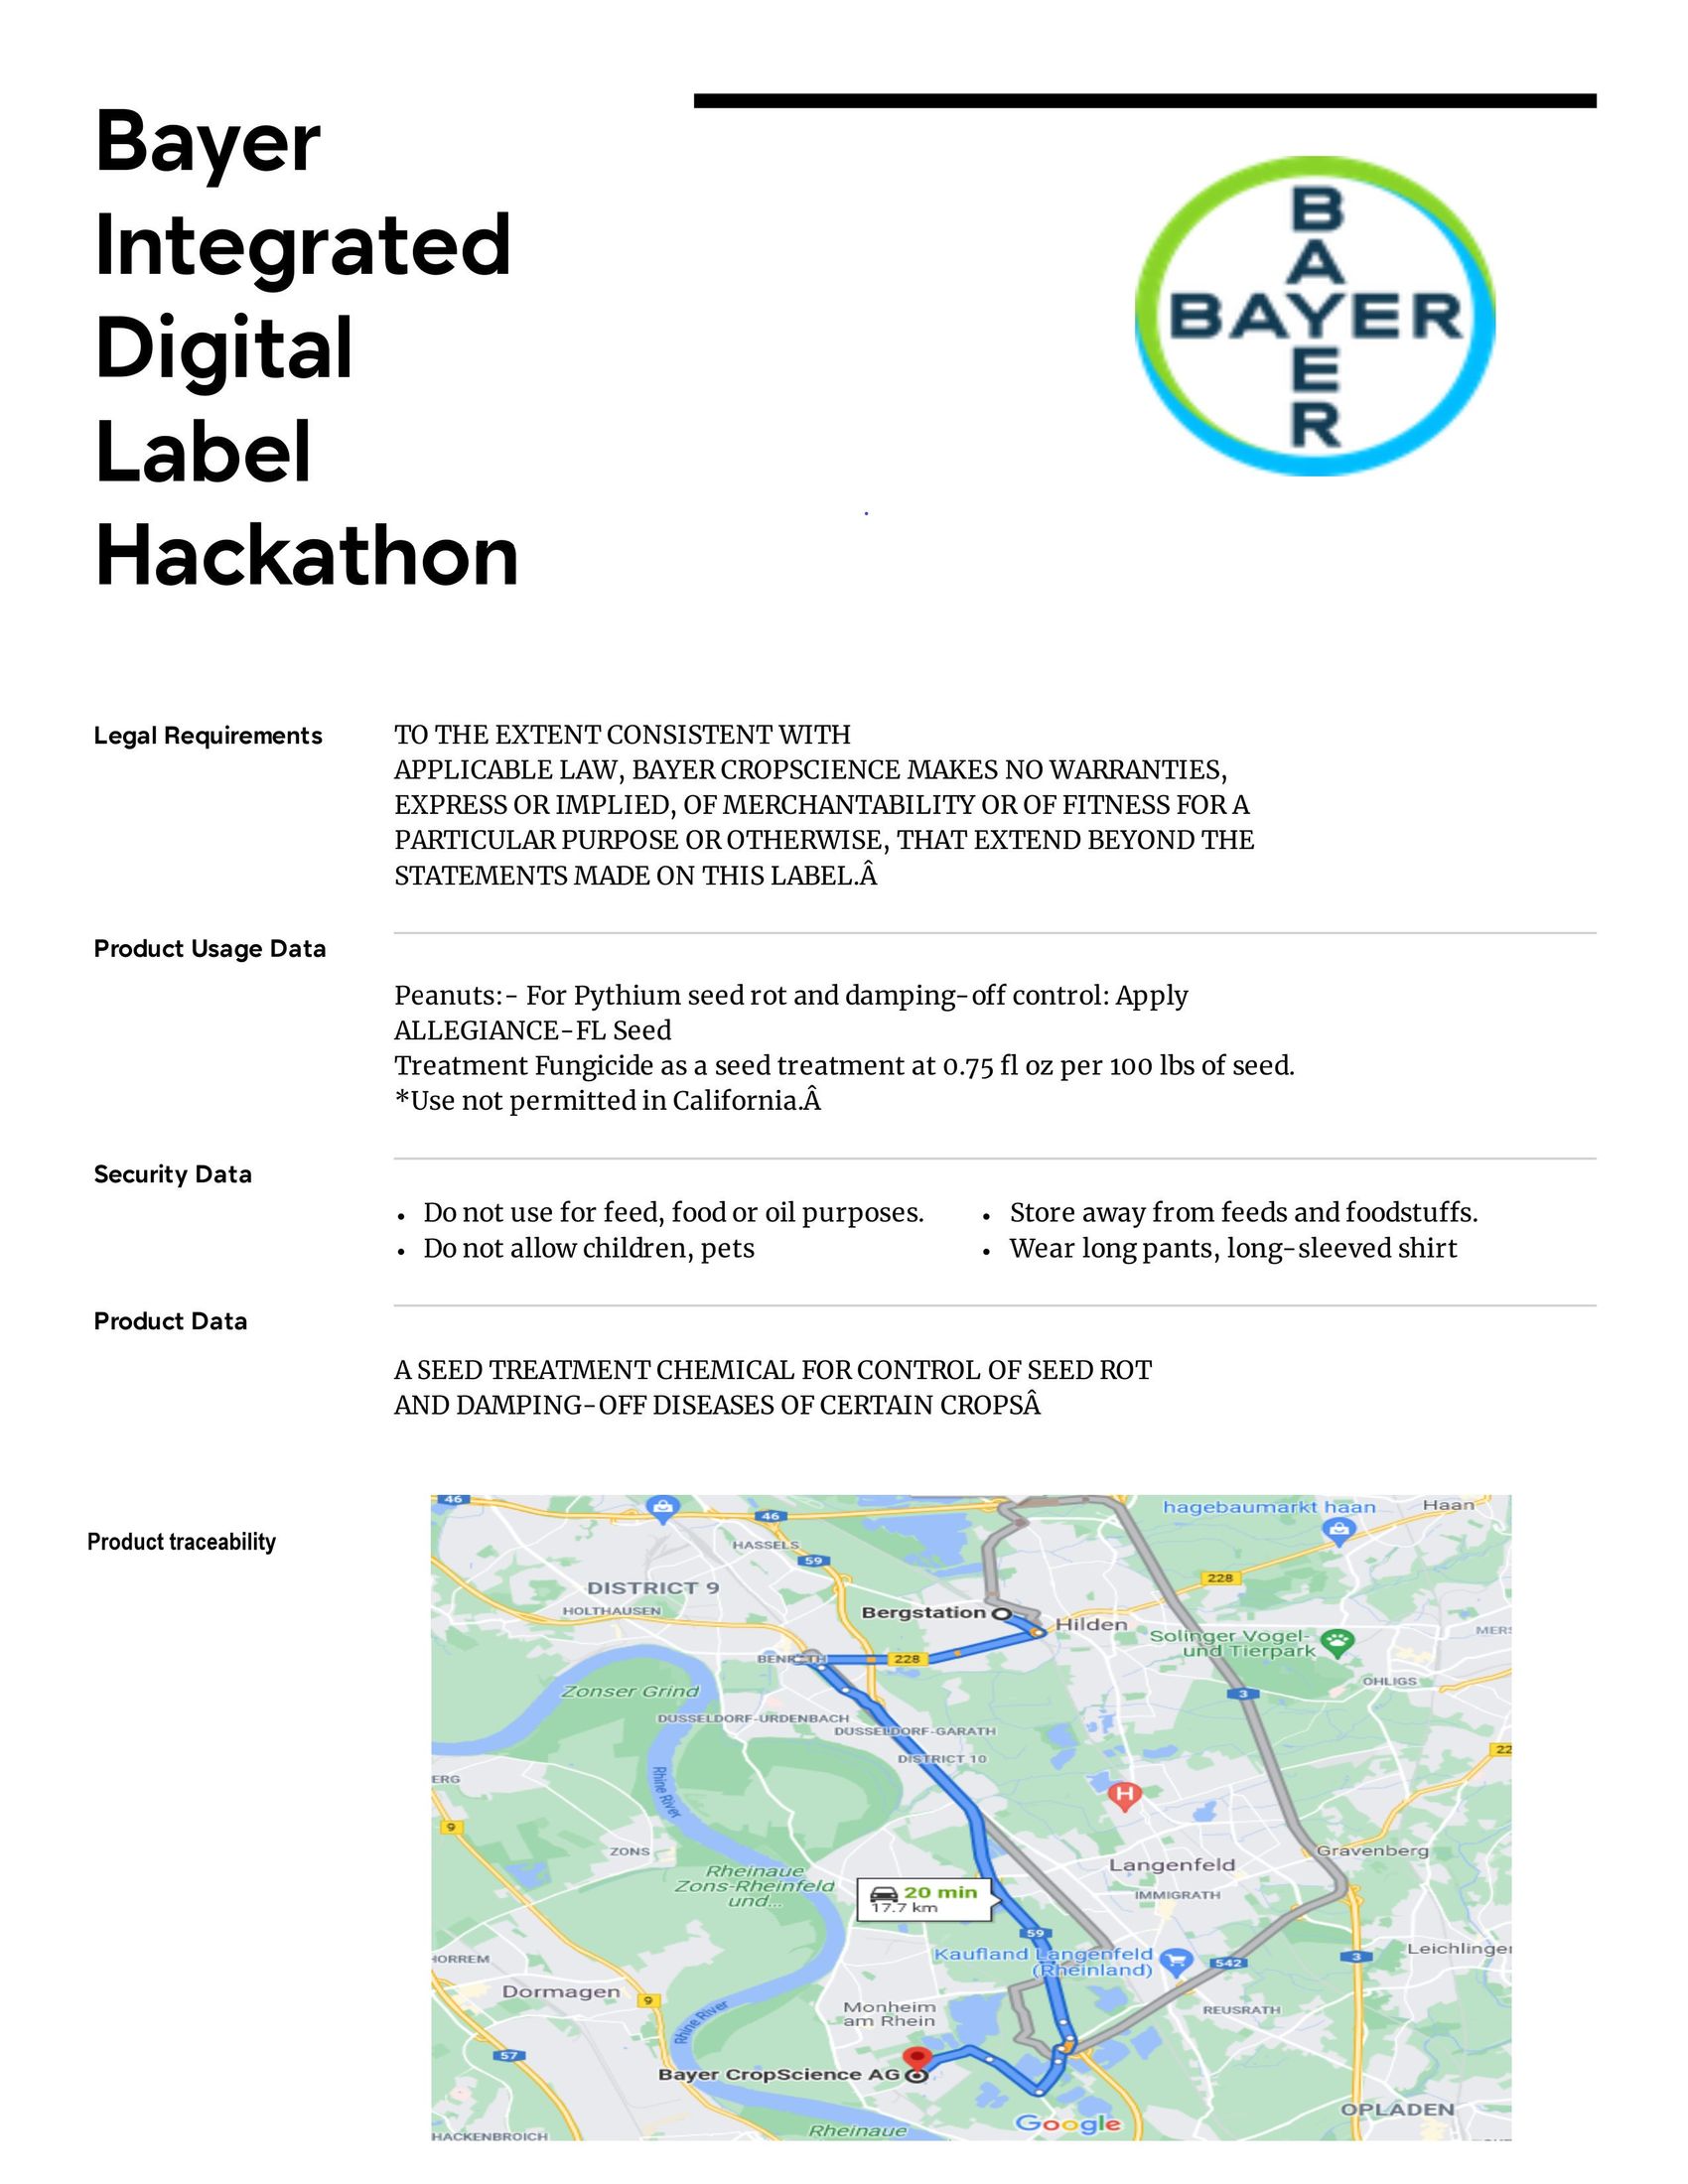 Bayer
Integrated
Digital
Label
Hackathon
B
A
BAYER
E
R
Legal Requirements
TO THE EXTENT CONSISTENT WITH
APPLICABLE LAW, BAYER CROPSCIENCE MAKES NO WARRANTIES,
EXPRESS OR IMPLIED, OF MERCHANTABILITY OR OF FITNESS FOR A
PARTICULAR PURPOSE OR OTHERWISE, THAT EXTEND BEYOND THE
STATEMENTS MADE ON THIS LABEL.Â
Product Usage Data
Peanuts:- For Pythium seed rot and damping-off control: Apply
ALLEGIANCE-FL Seed
Treatment Fungicide as a seed treatment at 0.75 fl oz per 100 lbs of seed.
*Use not permitted in California.Â
Security Data
• Do not use for feed, food or oil purposes.
• Do not allow children, pets
• Store away from feeds and foodstuffs.
• Wear long pants, long-sleeved shirt
Product Data
A SEED TREATMENT CHEMICAL FOR CONTROL OF SEED ROT
AND DAMPING-OFF DISEASES OF CERTAIN CROPSÂ
Product traceability
46
hagebaumarkt haan
Haan
46
HASSELS
59
228
DISTRICT 9
HOLTHAUSEN
Bergstation
Hilden
Solinger Vogel-
und Tierpark
MERS
BENRATH
228
OHLIGS
Zonser Grind
3
DÜSSELDORF-URDENBACH
DÜSSELDORF-GARATH
DISTRICT 10
22
ERG
Rhine River
H
9
ZONS
Gravenberg
Rheinaue
Zons-Rheinfeld
und...
Langenfeld
20 min
17.7 km
IMMIGRATH
59
Kaufland Langenfeld
(Rheinland)
542
3
Leichlinge
HORREM
Dormagen
9
Monheim
am Rhein
REUSRATH
Rhine River
57
Bayer CropScience AG
Google
OPLADEN
Rheinaue
HACKENBROICH